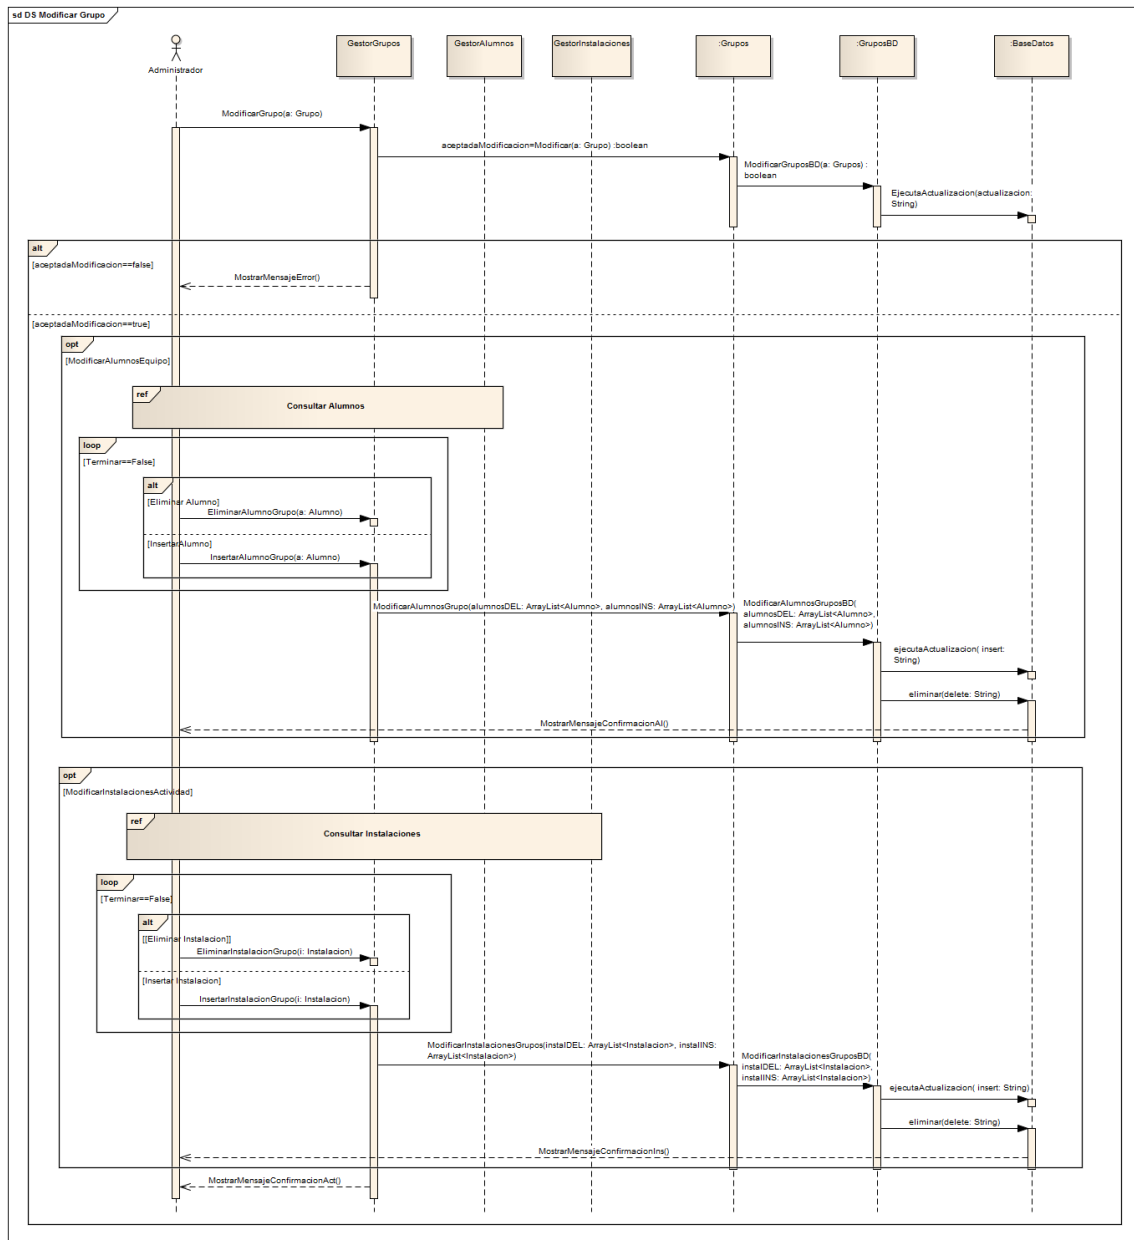 sd DS Modificar Grupo
Administrador
GestorGrupos
GestorAlumnos
GestorInstalaciones
:Grupos
:GruposBD
:BaseDatos
ModificarGrupo(a: Grupo)
aceptadaModificacion=Modificar(a: Grupo) :boolean
ModificarGruposBD(a: Grupos) :
boolean
EjecutaActualizacion(actualizacion:
String)
alt
[aceptadaModificacion==false]
MostrarMensajeError()
[aceptadaModificacion==true]
opt
[ModificarAlumnosEquipo]
ref
Consultar Alumnos
loop
[Terminar==False]
alt
[Eliminar Alumno]
EliminarAlumnoGrupo(a: Alumno)
[InsertarAlumno]
InsertarAlumnoGrupo(a: Alumno)
ModificarAlumnosGrupo(alumnosDEL: ArrayList<Alumno>, alumnosINS: ArrayList<Alumno>)
ModificarAlumnosGruposBD(
alumnosDEL: ArrayList<Alumno>,
alumnosINS: ArrayList<Alumno>)
ejecutaActualizacion( insert:
String)
eliminar(delete: String)
MostrarMensajeConfirmacionAl()
opt
[ModificarInstalacionesActividad]
ref
Consultar Instalaciones
loop
[Terminar==False]
alt
[[Eliminar Instalacion]]
EliminarInstalacionGrupo(i: Instalacion)
[Insertar Instalacion]
InsertarInstalacionGrupo(i: Instalacion)
ModificarInstalacionesGrupos(instalDEL: ArrayList<Instalacion>, instalINS:
ArrayList<Instalacion>)
ModificarInstalacionesGruposBD(
instalDEL: ArrayList<Instalacion>,
instalINS: ArrayList<Instalacion>)
ejecutaActualizacion( insert: String)
eliminar(delete: String)
MostrarMensajeConfirmacionIns()
MostrarMensajeConfirmacionAct()